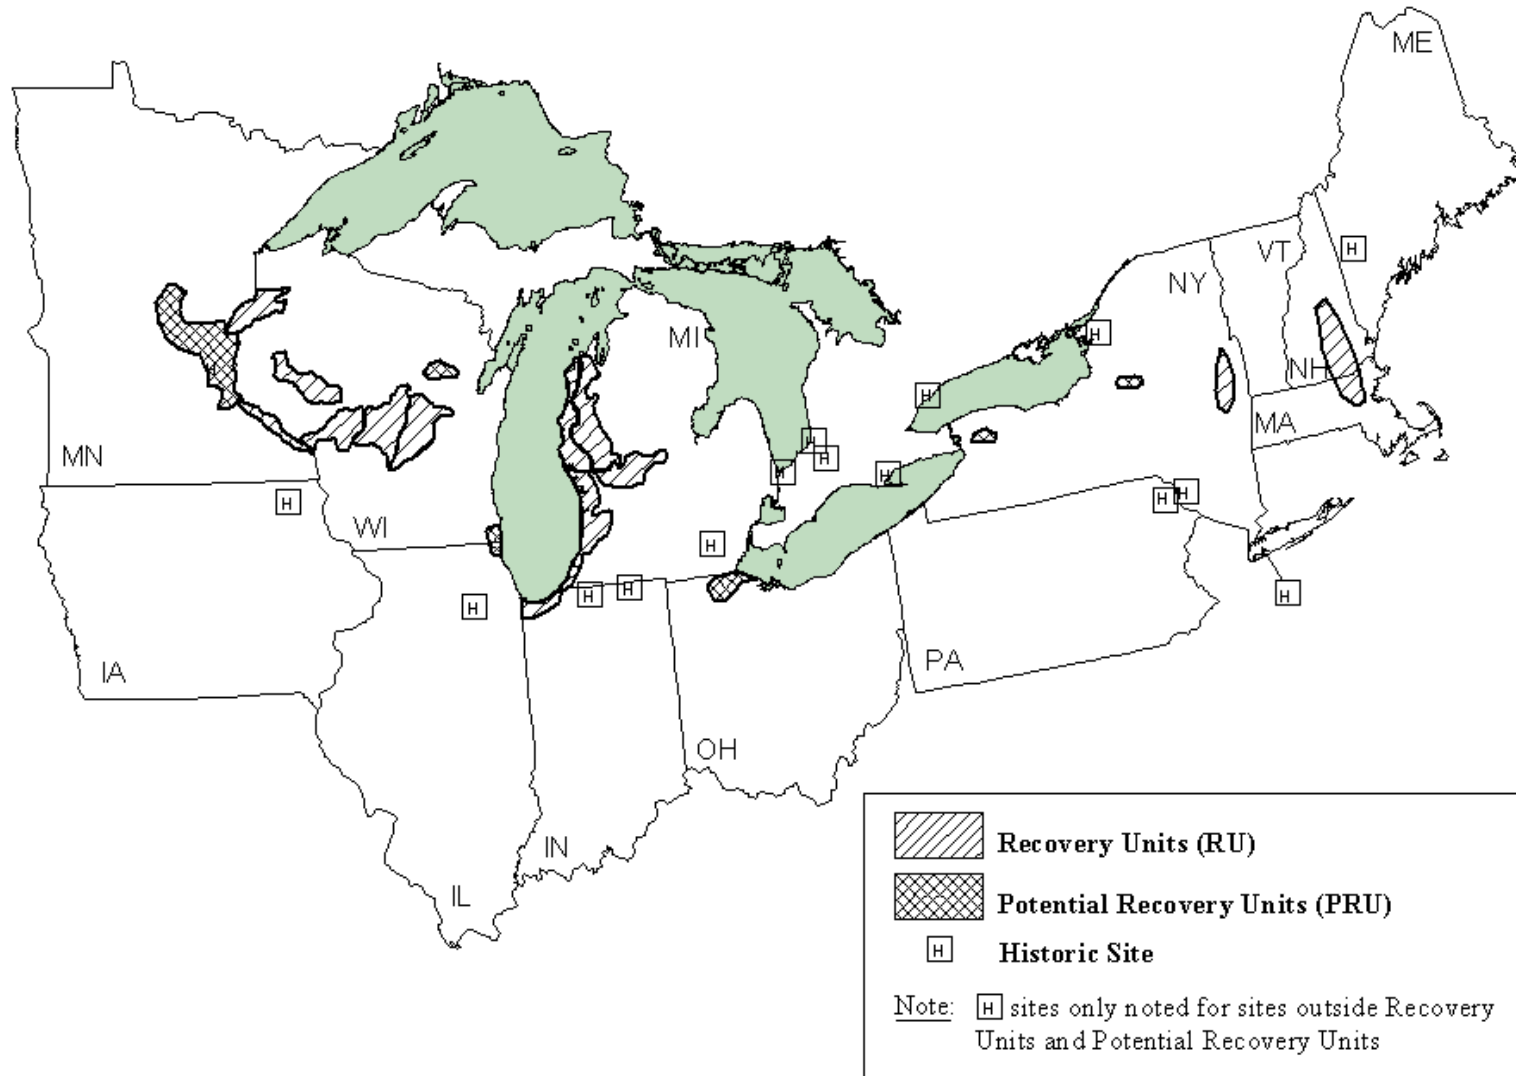 ME
H
VT
NY
H
MI
NH
H
MA
H
H
MN
H
H
H
H
H
WI
H
H
H
H
H
PA
IA
OH
IN
IL
Recovery Units (RU)
Potential Recovery Units (PRU)
H Historic Site
Note: H sites only noted for sites outside Recovery
Units and Potential Recovery Units